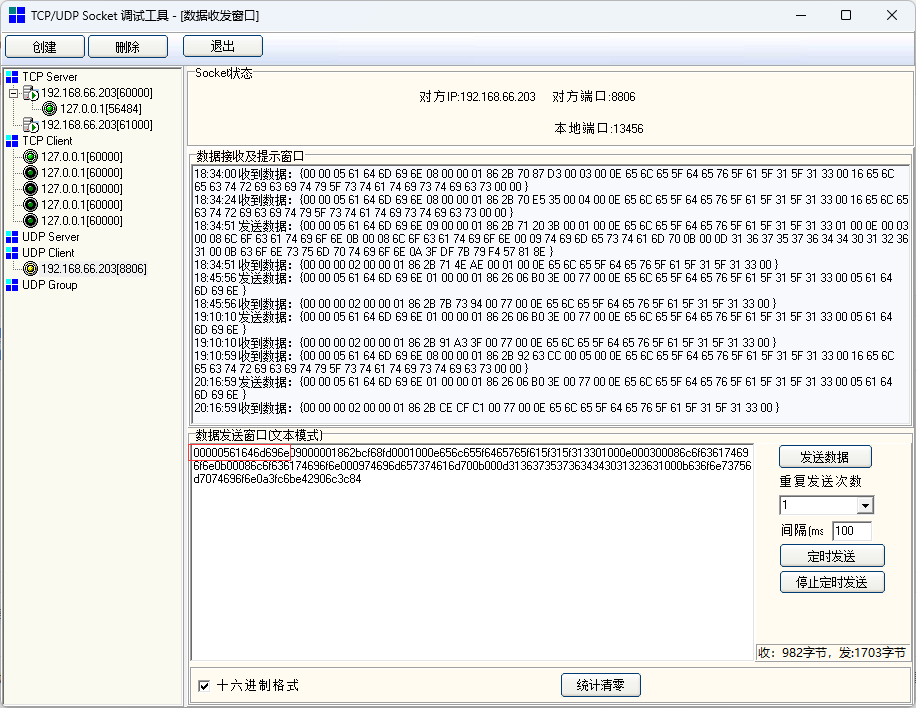 TCP/UDP Socket 调试工具 - [数据收发窗口]
创建
删除
退出
TCP Server
192.168.66.203[60000]
127.0.0.1[56484]
192.168.66.203[61000]
TCP Client
127.0.0.1[60000]
127.0.0.1[60000]
127.0.0.1[60000]
127.0.0.1[60000]
127.0.0.1[60000]
UDP Server
UDP Client
192.168.66.203[8806]
UDP Group
Socket状态
对方IP:192.168.66.203 对方端口:8806
本地端口:13456
数据接收及提示窗口
18:34:00收到数据：{00 00 05 61 64 6D 69 6E 08 00 00 01 86 2B 70 87 D3 00 03 00 0E 65 6C 65 5F 64 65 76 5F 61 5F 31 5F 31 33 00 16 65 6C
65 63 74 72 69 63 69 74 79 5F 73 74 61 74 69 73 74 69 63 73 00 00 }
18:34:24收到数据：{00 00 05 61 64 6D 69 6E 08 00 00 01 86 2B 70 E5 35 00 04 00 0E 65 6C 65 5F 64 65 76 5F 61 5F 31 5F 31 33 00 16 65 6C 65
63 74 72 69 63 69 74 79 5F 73 74 61 74 69 73 74 69 63 73 00 00 }
18:34:51发送数据：{00 00 05 61 64 6D 69 6E 09 00 00 01 86 2B 71 20 3B 00 01 00 0E 65 6C 65 5F 64 65 76 5F 61 5F 31 5F 31 33 01 00 0E 00 03
00 08 6C 6F 63 61 74 69 6F 6E 0B 00 08 6C 6F 63 61 74 69 6F 6E 00 09 74 69 6D 65 73 74 61 6D 70 0B 00 0D 31 36 37 35 37 36 34 34 30 31 32 36
31 00 0B 63 6F 6E 73 75 6D 70 74 69 6F 6E 0A 3F DF 7B 79 F4 57 81 8E }
18:34:51收到数据：{00 00 00 02 00 00 01 86 2B 71 4E AE 00 01 00 0E 65 6C 65 5F 64 65 76 5F 61 5F 31 5F 31 33 00 }
18:45:56发送数据：{00 00 05 61 64 6D 69 6E 01 00 00 01 86 26 06 B0 3E 00 77 00 0E 65 6C 65 5F 64 65 76 5F 61 5F 31 5F 31 33 00 05 61 64
6D 69 6E }
18:45:56收到数据：{00 00 00 02 00 00 01 86 2B 7B 73 94 00 77 00 0E 65 6C 65 5F 64 65 76 5F 61 5F 31 5F 31 33 00 }
19:10:10发送数据：{00 00 05 61 64 6D 69 6E 01 00 00 01 86 26 06 B0 3E 00 77 00 0E 65 6C 65 5F 64 65 76 5F 61 5F 31 5F 31 33 00 05 61 64
6D 69 6E }
19:10:10收到数据：{00 00 00 02 00 00 01 86 2B 91 A3 3F 00 77 00 0E 65 6C 65 5F 64 65 76 5F 61 5F 31 5F 31 33 00 }
19:10:59收到数据：{00 00 05 61 64 6D 69 6E 08 00 00 01 86 2B 92 63 CC 00 05 00 0E 65 6C 65 5F 64 65 76 5F 61 5F 31 5F 31 33 00 16 65 6C
65 63 74 72 69 63 69 74 79 5F 73 74 61 74 69 73 74 69 63 73 00 00 }
20:16:59发送数据：{00 00 05 61 64 6D 69 6E 01 00 00 01 86 26 06 B0 3E 00 77 00 0E 65 6C 65 5F 64 65 76 5F 61 5F 31 5F 31 33 00 05 61 64
6D 69 6E }
20:16:59收到数据：{00 00 00 02 00 00 01 86 2B CE CF C1 00 77 00 0E 65 6C 65 5F 64 65 76 5F 61 5F 31 5F 31 33 00 }
数据发送窗口(文本模式)
00000561646d696e09000001862bcf68fd0001000e656c655f6465765f615f315f313301000e000300086c6f636174696
f6e0b00086c6f636174696f6e000974696d657374616d700b000d31363735373634343031323631000b636f6e73756
d7074696f6e0a3fc6be42906c3c84
发送数据
重复发送次数
1
间隔(ms
100
定时发送
停止定时发送
收：982字节，发:1703字节
十六进制格式
统计清零